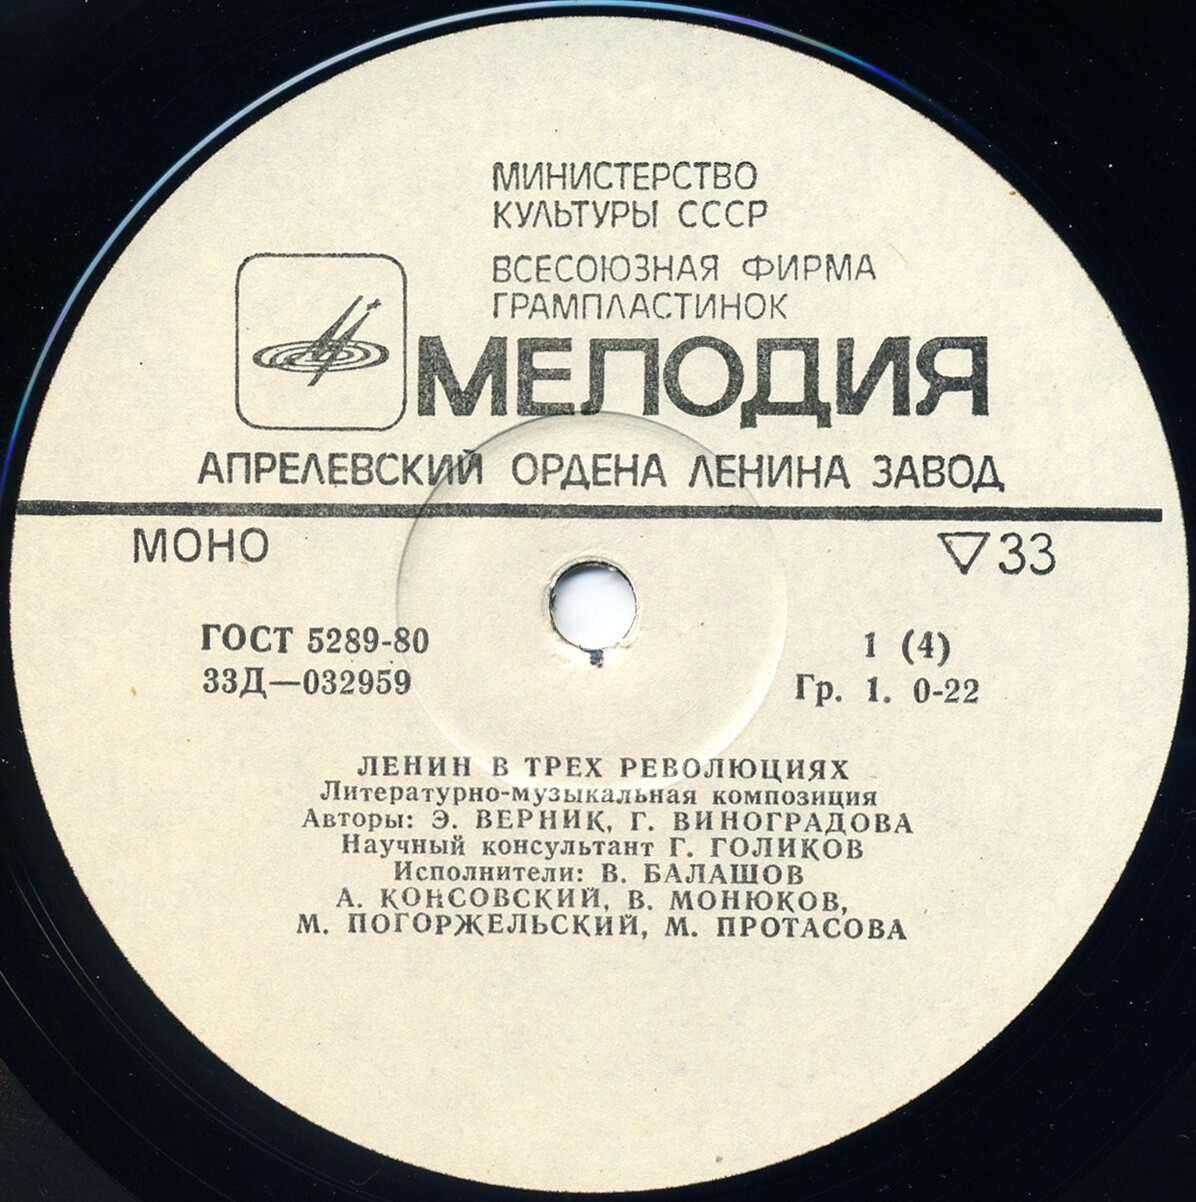 МИНИСТЕРСТВО
КУЛЬТУРЫ СССР
ВСЕСОЮЗНАЯ ФИРМА
ГРАМПЛАСТИНОК
МЕЛОДИЯ
АПРЕЛЕВСКИЙ ОРДЕНА ЛЕНИНА ЗАВОД
МОНО
▽33
ГОСТ 5289-80
1 (4)
33Д—032959
Гр. 1. 0-22
ЛЕНИН В ТРЕХ РЕВОЛЮЦИЯХ
Литературно-музыкальная композиция
Авторы: Э. ВЕРНИК, Г. ВИНОГРАДОВА
Научный консультант Г. ГОЛИКОВ
Исполнители: В. БАЛАШОВ
А. КОНСОВСКИЙ, В. МОНЮКОВ,
М. ПОГОРЖЕЛЬСКИЙ, М. ПРОТАСОВА